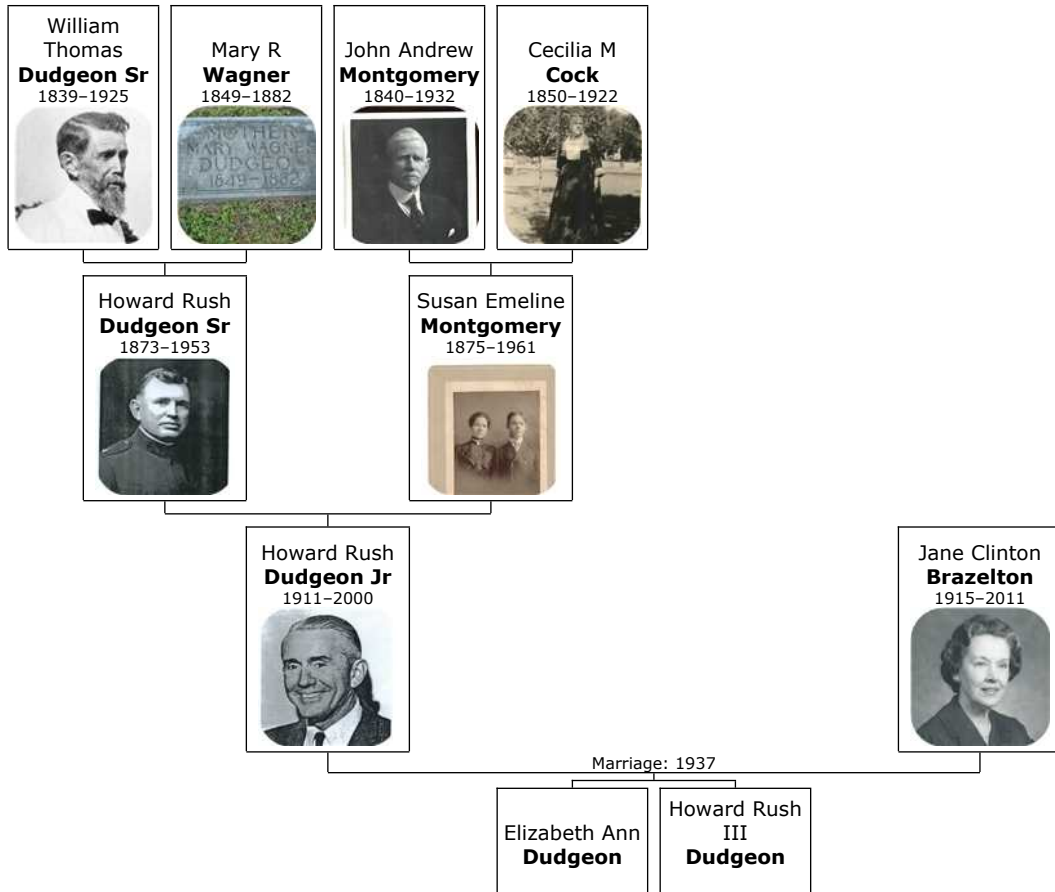 William
Thomas
Dudgeon Sr
1839–1925
Mary R
Wagner
1849–1882
MOTHER
MARY WAGNER
DUDGEO
1849–1882
John Andrew
Montgomery
1840–1932
Cecilia M
Cock
1850–1922
Howard Rush
Dudgeon Sr
1873–1953
Susan Emeline
Montgomery
1875–1961
Howard Rush
Dudgeon Jr
1911–2000
Jane Clinton
Brazelton
1915–2011
Marriage: 1937
Elizabeth Ann
Dudgeon
Howard Rush
III
Dudgeon